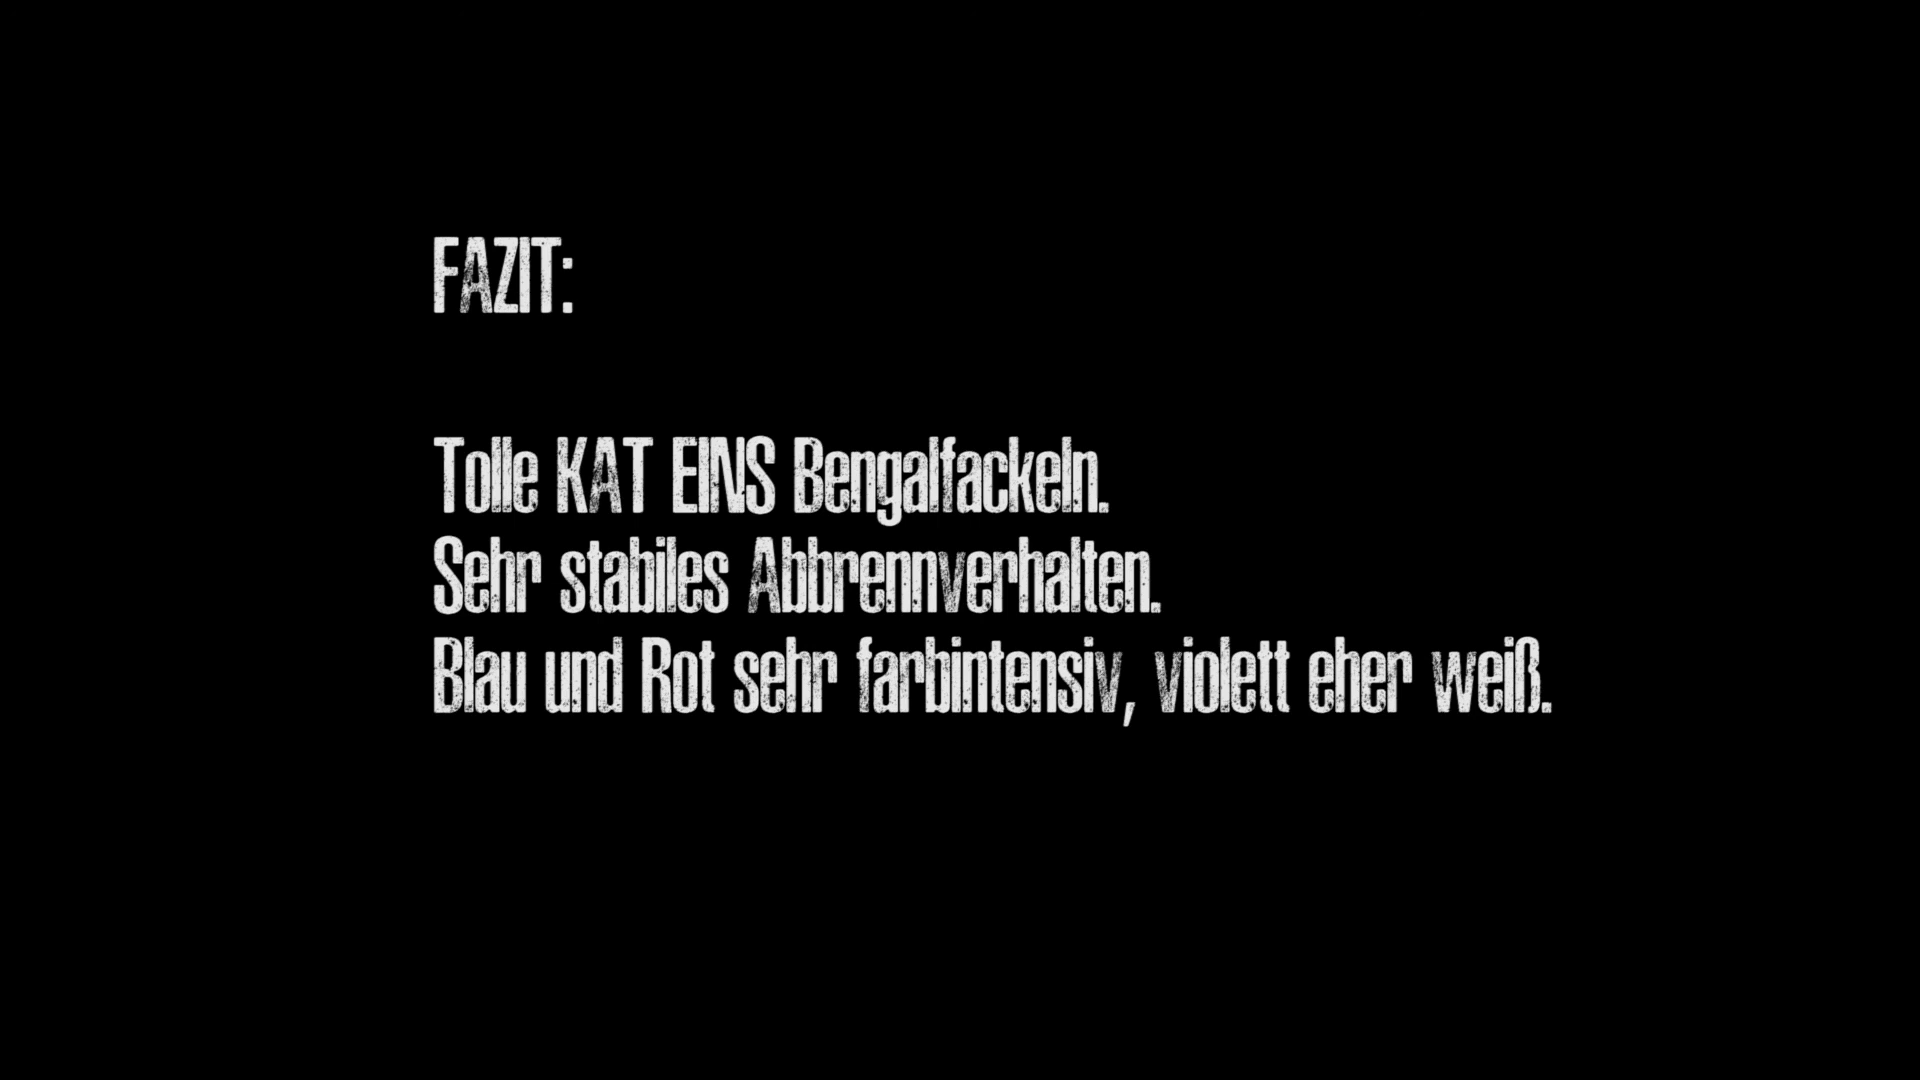 FAZIT:
Tolle KAT EINS Bengalfackeln.
Sehr stabiles Abbrennverhalten.
Blau und Rot sehr farbintensiv, violett eher weiß.